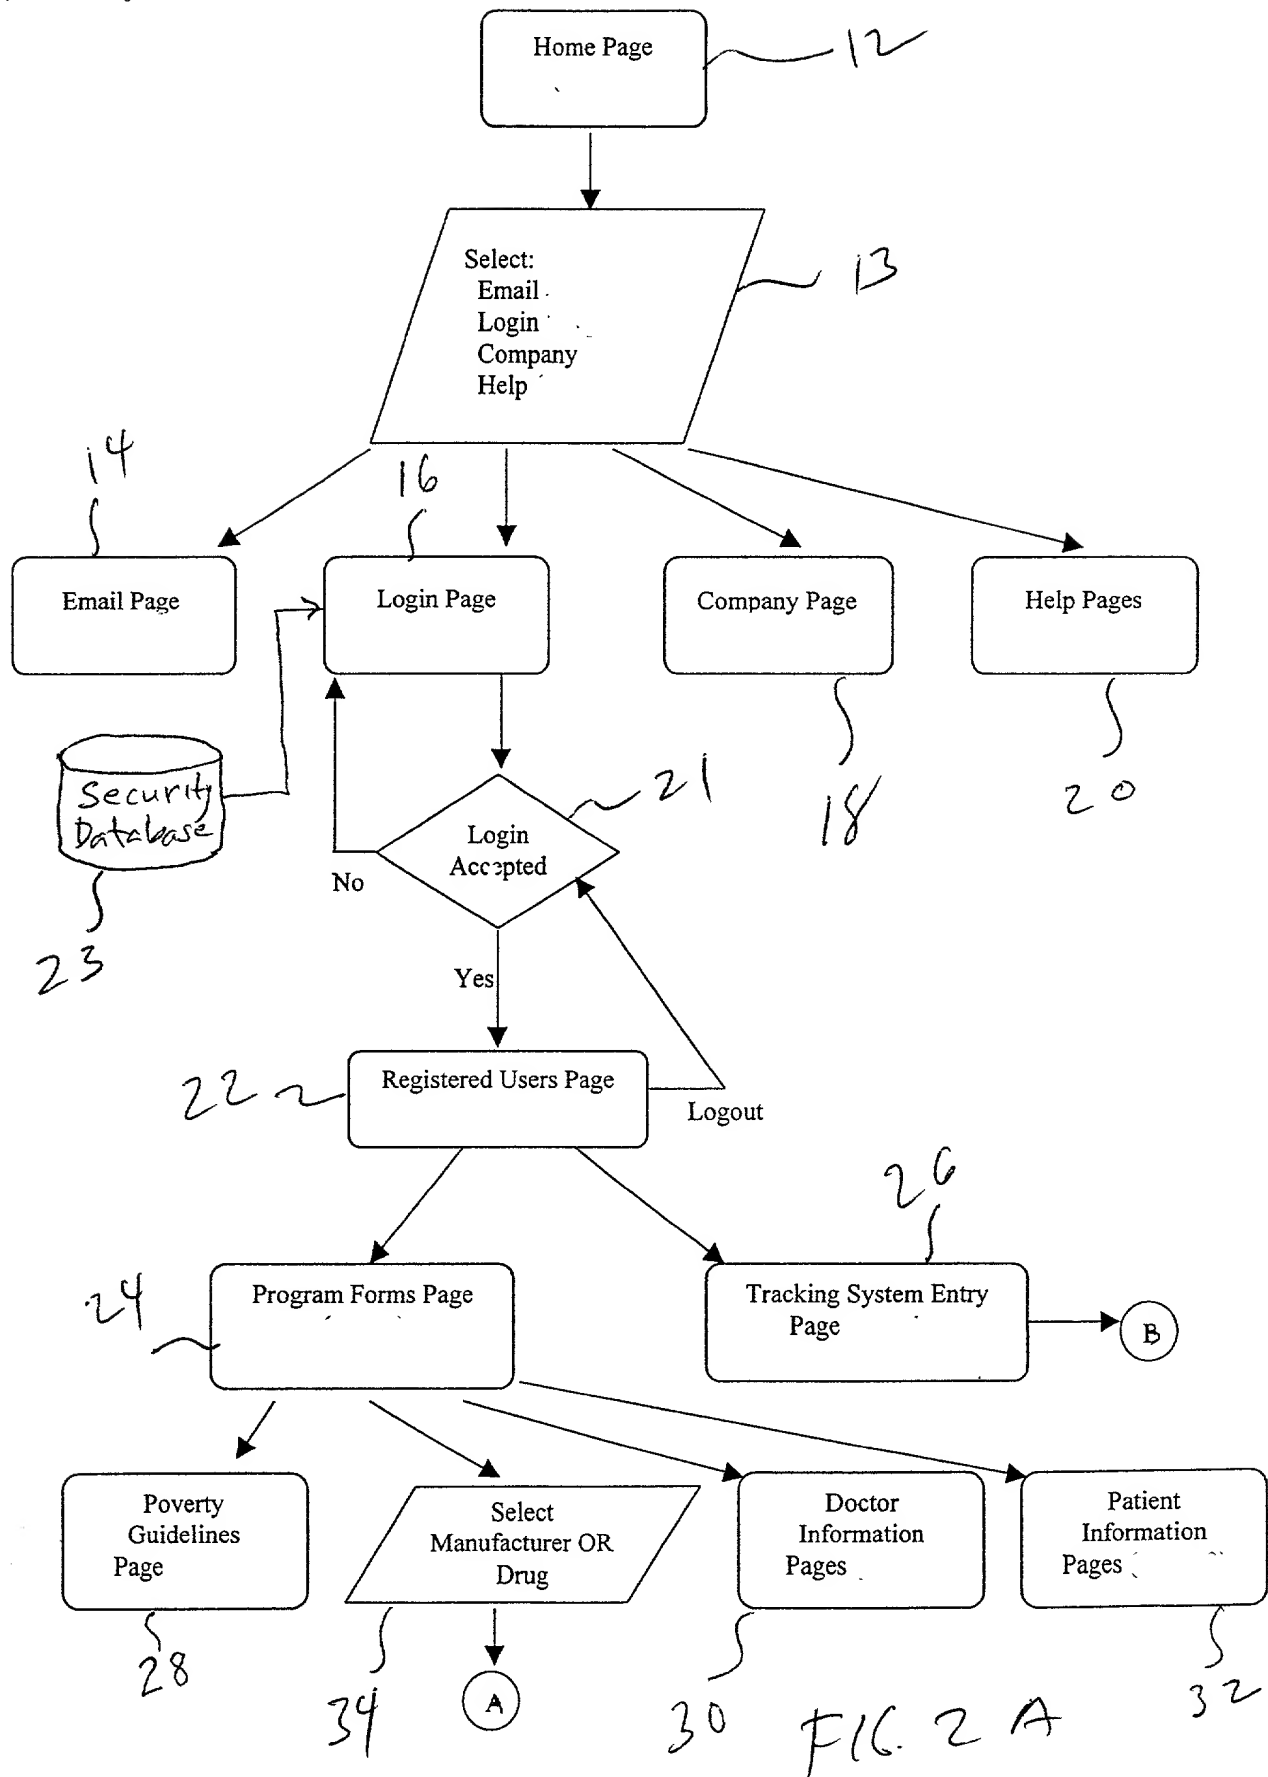 Home Page
12
Select:
Email
Login
Company
Help
13
14
16
Email Page
Login Page
Company Page
Help Pages
18
20
Security
Database
23
Login
Accepted
21
No
Yes
Registered Users Page
22
Logout
26
24
Program Forms Page
Tracking System Entry
Page
B
Poverty
Guidelines
Page
Select
Manufacturer OR
Drug
Doctor
Information
Pages
Patient
Information
Pages
28
34
A
30
32
FIG. 2 A